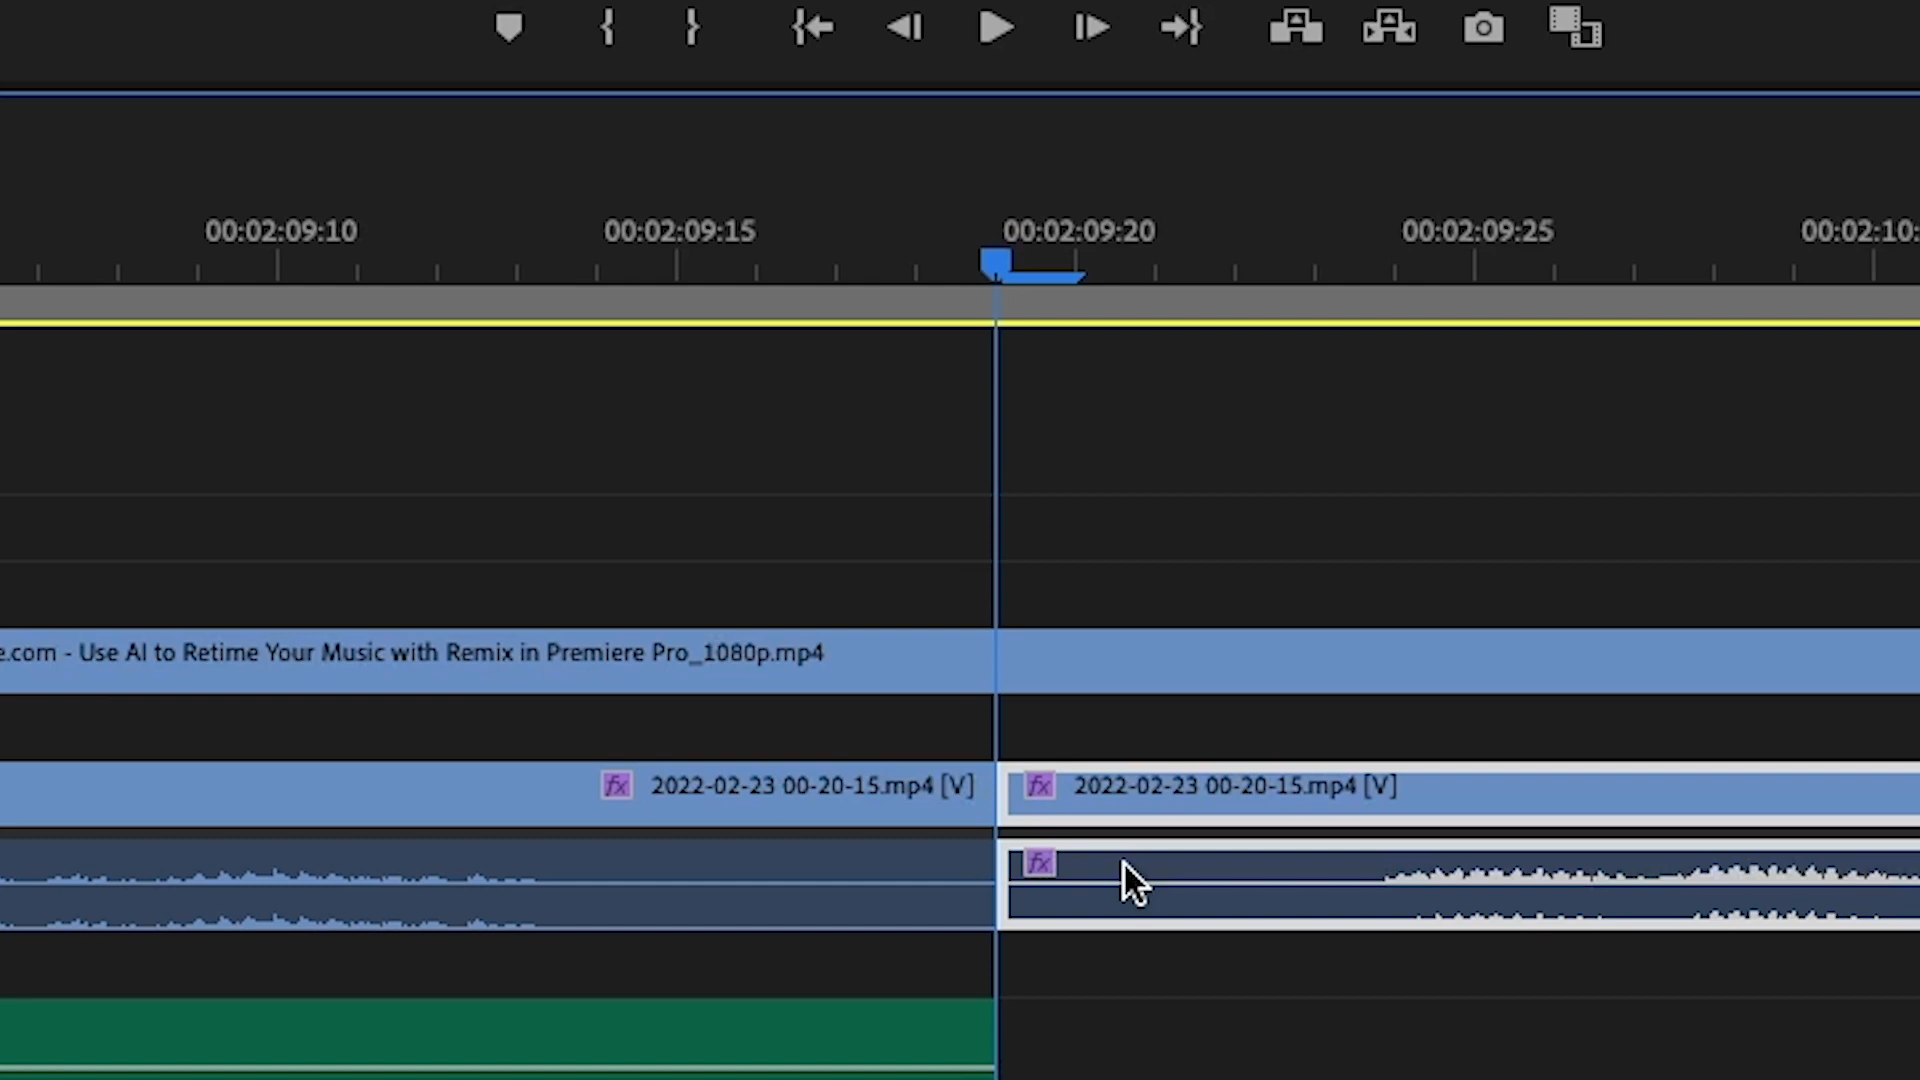 00:02:09:10 00:02:09:15 00:02:09:20 00:02:09:25 00:02:10:
e.com - Use AI to Retime Your Music with Remix in Premiere Pro_1080p.mp4
fx 2022-02-23 00-20-15.mp4 [V] fx 2022-02-23 00-20-15.mp4 [V]
fx